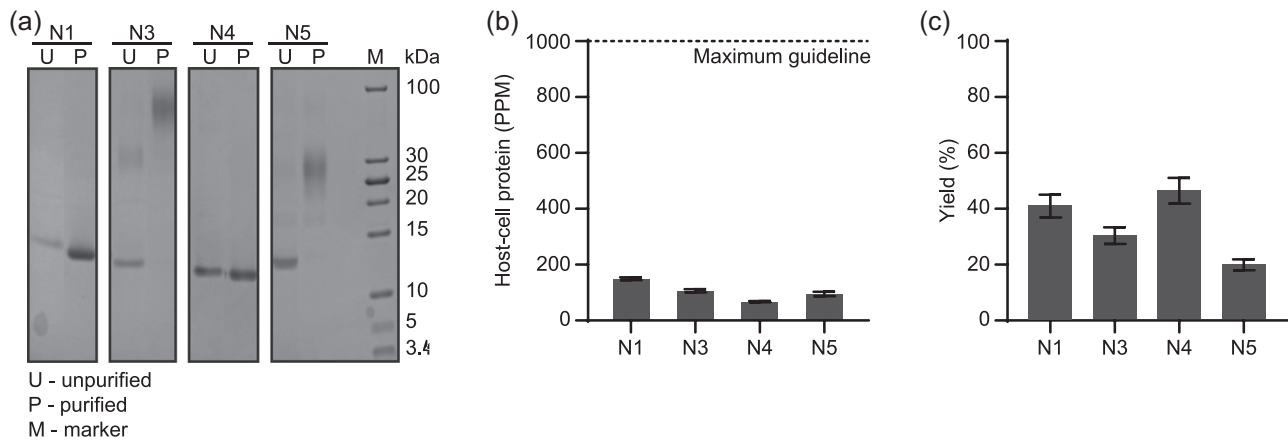 (a)
N1 N3 N4 N5
U P U P U P U P M kDa
100
30
25
20
15
10
5
3.4
U - unpurified
P - purified
M - marker
(b)
Host-cell protein (PPM)
1000
800
600
400
200
0
Maximum guideline
N1 N3 N4 N5
(c)
Yield (%)
100
80
60
40
20
0
N1 N3 N4 N5